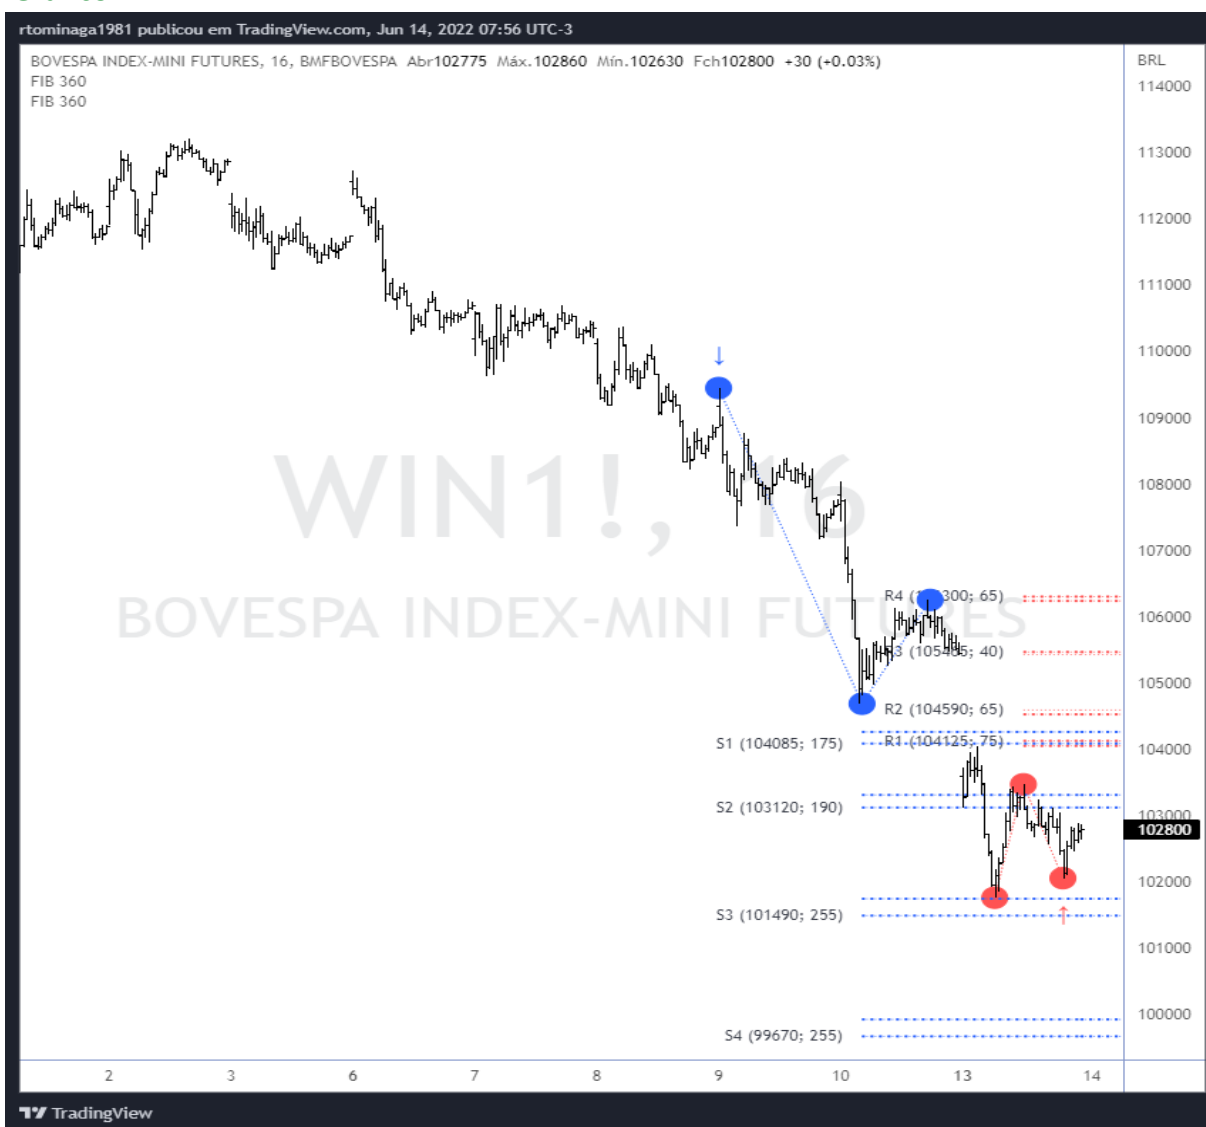 rtominaga1981 publicou em TradingView.com, Jun 14, 2022 07:56 UTC-3
BOVESPA INDEX-MINI FUTURES, 16, BMFBOVESPA Abr102775 Máx.102860 Mín.102630 Fch102800 +30 (+0.03%)
FIB 360
FIB 360
BRL
114000
113000
112000
111000
110000
109000
108000
107000
106000
105000
104000
103000
102800
102000
101000
100000
WIN1!, 16
BOVESPA INDEX-MINI FUTURES
R4 ( 300; 65)
(105485; 40)
R2 (104590; 65)
S1 (104085; 175)
R1 (104125; 75)
S2 (103120; 190)
S3 (101490; 255)
S4 (99670; 255)
2 3 6 7 8 9 10 13 14
TradingView